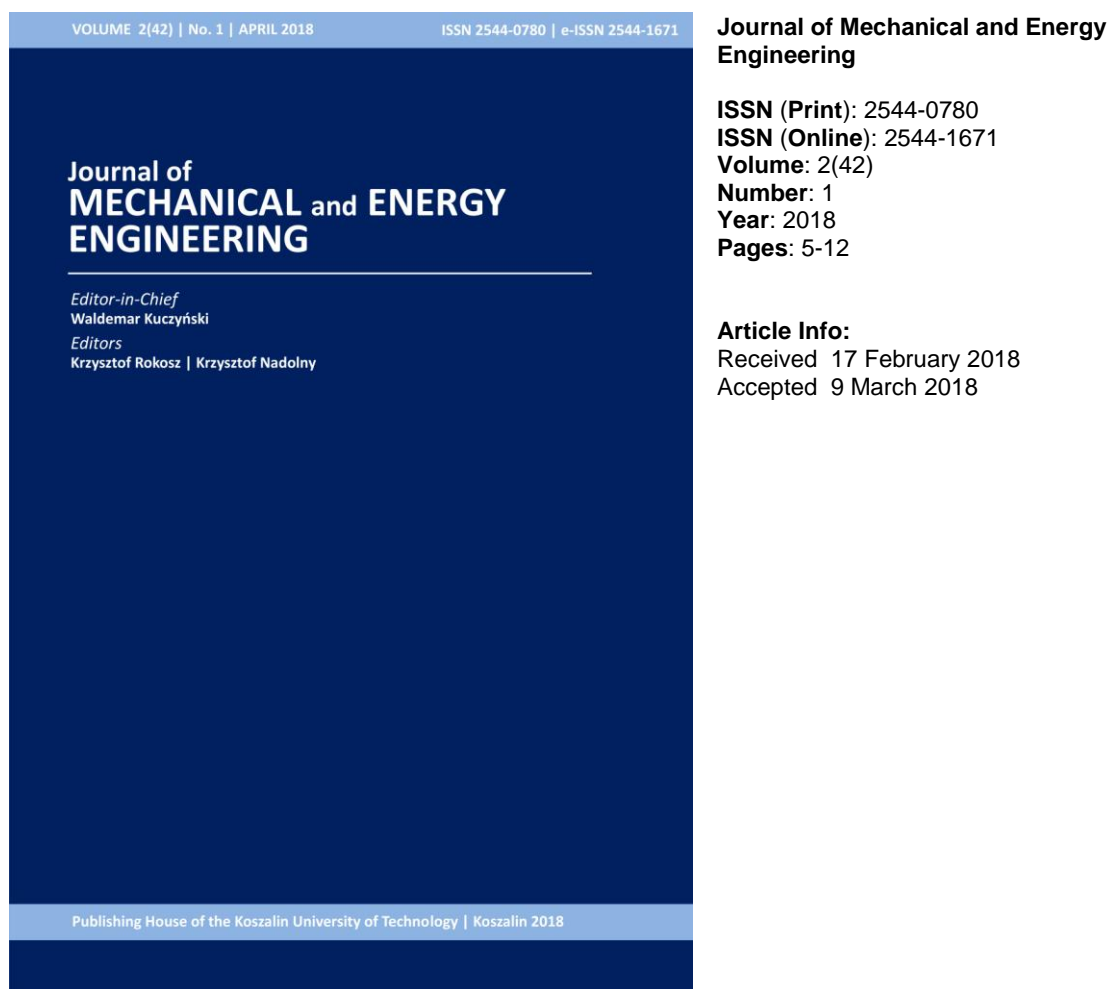 VOLUME 2(42) | No. 1 | APRIL 2018
ISSN 2544-0780 | e-ISSN 2544-1671
Journal of
MECHANICAL and ENERGY
ENGINEERING
Editor-in-Chief
Waldemar Kuczyński
Editors
Krzysztof Rokosz | Krzysztof Nadolny
Publishing House of the Koszalin University of Technology | Koszalin 2018
Journal of Mechanical and Energy
Engineering
ISSN (Print): 2544-0780
ISSN (Online): 2544-1671
Volume: 2(42)
Number: 1
Year: 2018
Pages: 5-12
Article Info:
Received 17 February 2018
Accepted 9 March 2018